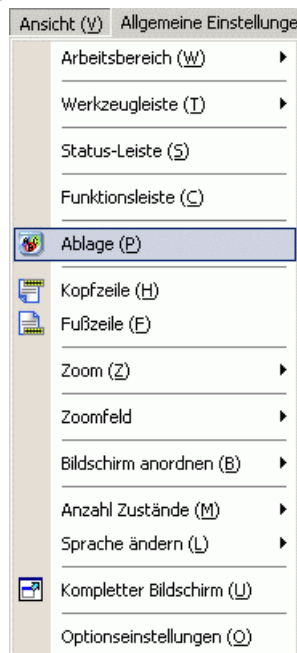 Ansicht (V) Allgemeine Einstellunge
Arbeitsbereich (W)
Werkzeugleiste (T)
Status-Leiste (S)
Funktionsleiste (C)
Ablage (P)
Kopfzeile (H)
Fußzeile (F)
Zoom (Z)
Zoomfeld
Bildschirm anordnen (B)
Anzahl Zustände (M)
Sprache ändern (L)
Kompletter Bildschirm (U)
Optionseinstellungen (O)